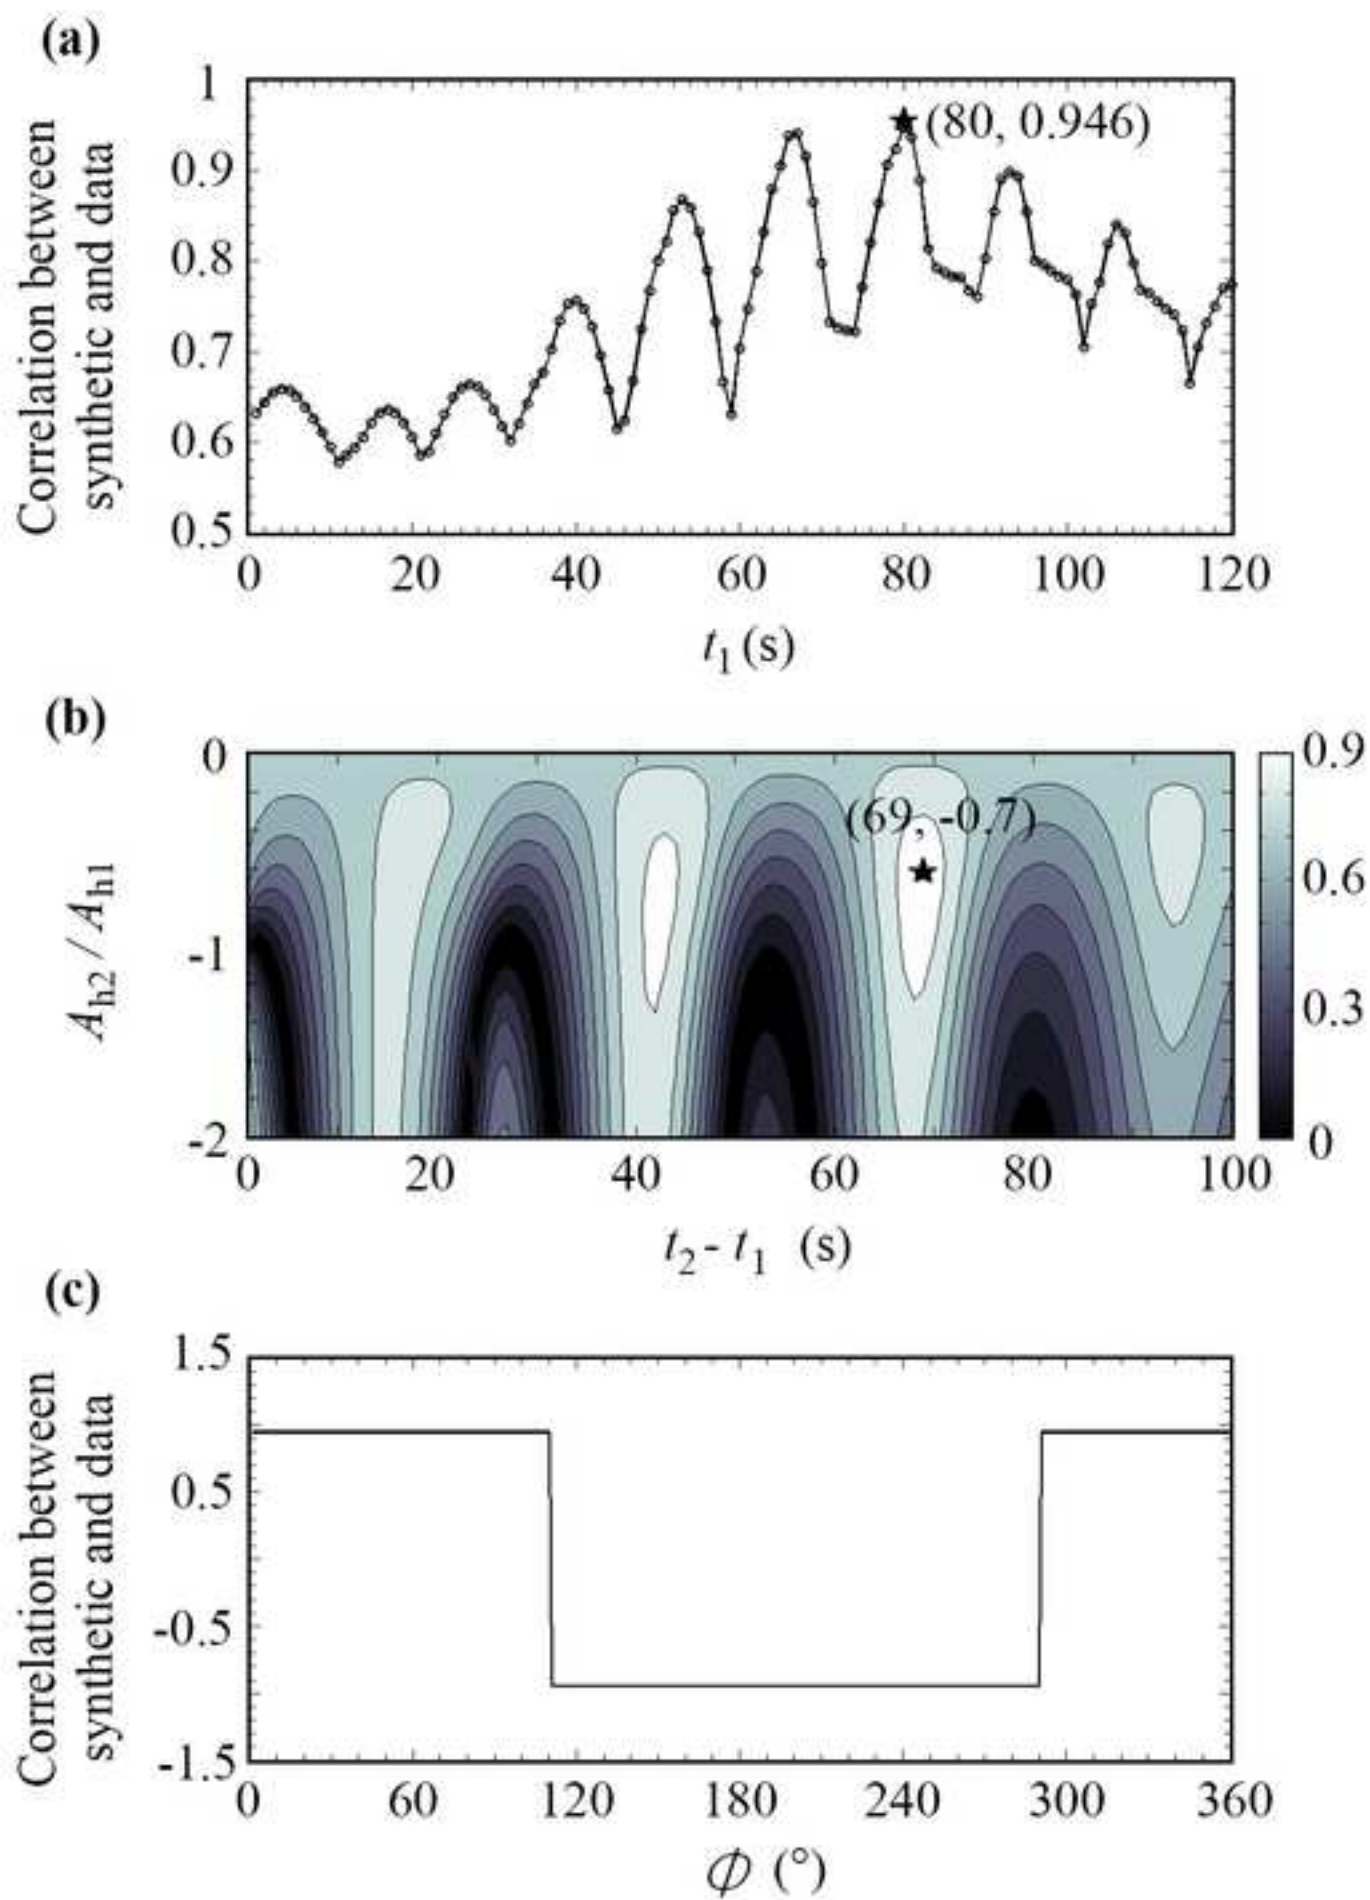 (a)
Correlation between
synthetic and data
1
0.9
0.8
0.7
0.6
0.5
(80, 0.946)
0 20 40 60 80 100 120
t1 (s)
(b)
Ah2 / Ah1
0
-1
-2
(69, -0.7)
0.9
0.6
0.3
0
0 20 40 60 80 100
t2 - t1 (s)
(c)
Correlation between
synthetic and data
1.5
0.5
-0.5
-1.5
0 60 120 180 240 300 360
Φ (°)